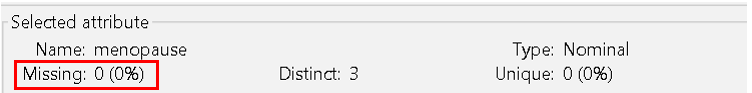 Selected attribute
Name: menopause Type: Nominal
Missing: 0 (0%) Distinct: 3 Unique: 0 (0%)